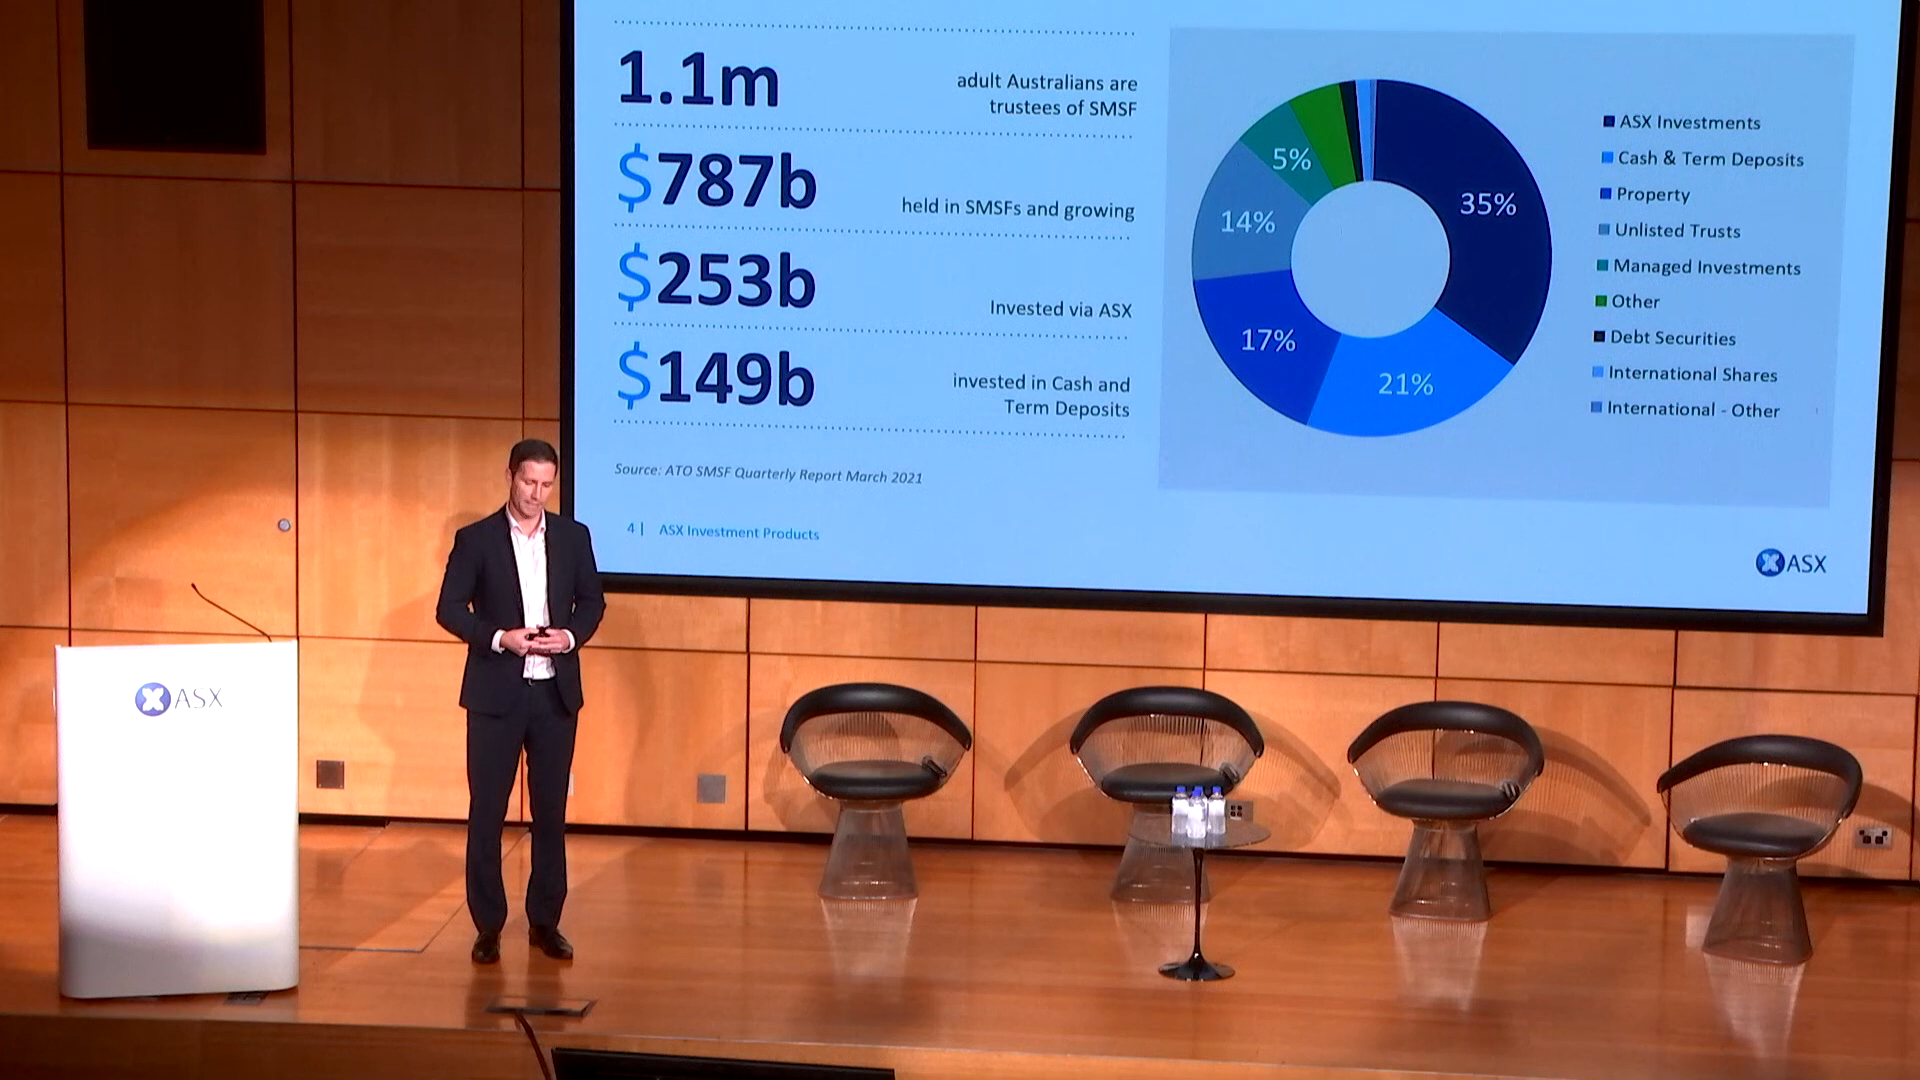 1.1m
adult Australians are
trustees of SMSF
$787b
held in SMSFs and growing
$253b
Invested via ASX
$149b
invested in Cash and
Term Deposits
Source: ATO SMSF Quarterly Report March 2021
4 | ASX Investment Products
35%
21%
17%
14%
5%
ASX Investments
Cash & Term Deposits
Property
Unlisted Trusts
Managed Investments
Other
Debt Securities
International Shares
International - Other
ASX
ASX